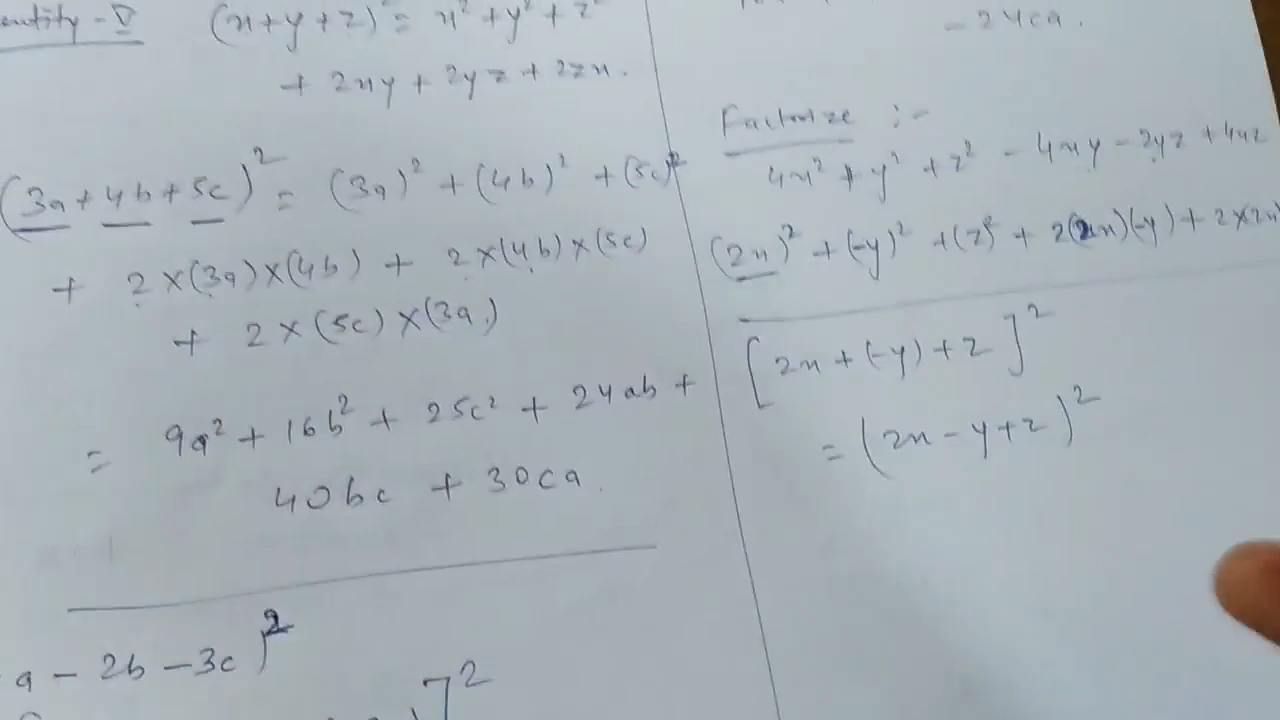 entity - V (x+y+z)² = x² + y² + z²
+ 2xy + 2yz + 2zx.
(3a + 4b + 5c)² = (3a)² + (4b)² + (5c)²
+ 2×(3a)×(4b) + 2×(4b)×(5c)
+ 2×(5c)×(3a)
= 9a² + 16b² + 25c² + 24ab +
40bc + 30ca.
a - 2b - 3c)²
]²
- 24ca.
Factorize :-
4x² + y² + z² - 4xy - 2yz + 4xz
(2x)² + (-y)² + (z)² + 2(2x)(-y) + 2×2x
[2x + (-y) + z]²
= (2x - y + z)²